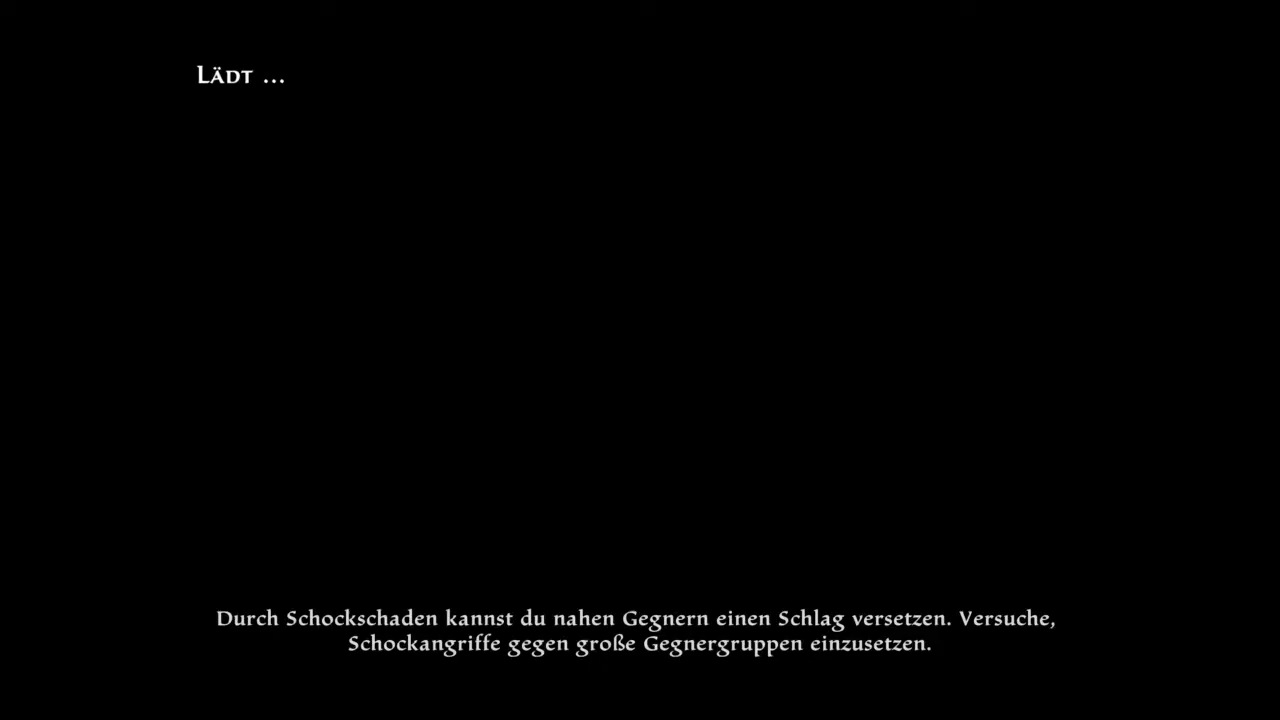 Lädt ...
Durch Schockschaden kannst du nahen Gegnern einen Schlag versetzen. Versuche,
Schockangriffe gegen große Gegnergruppen einzusetzen.